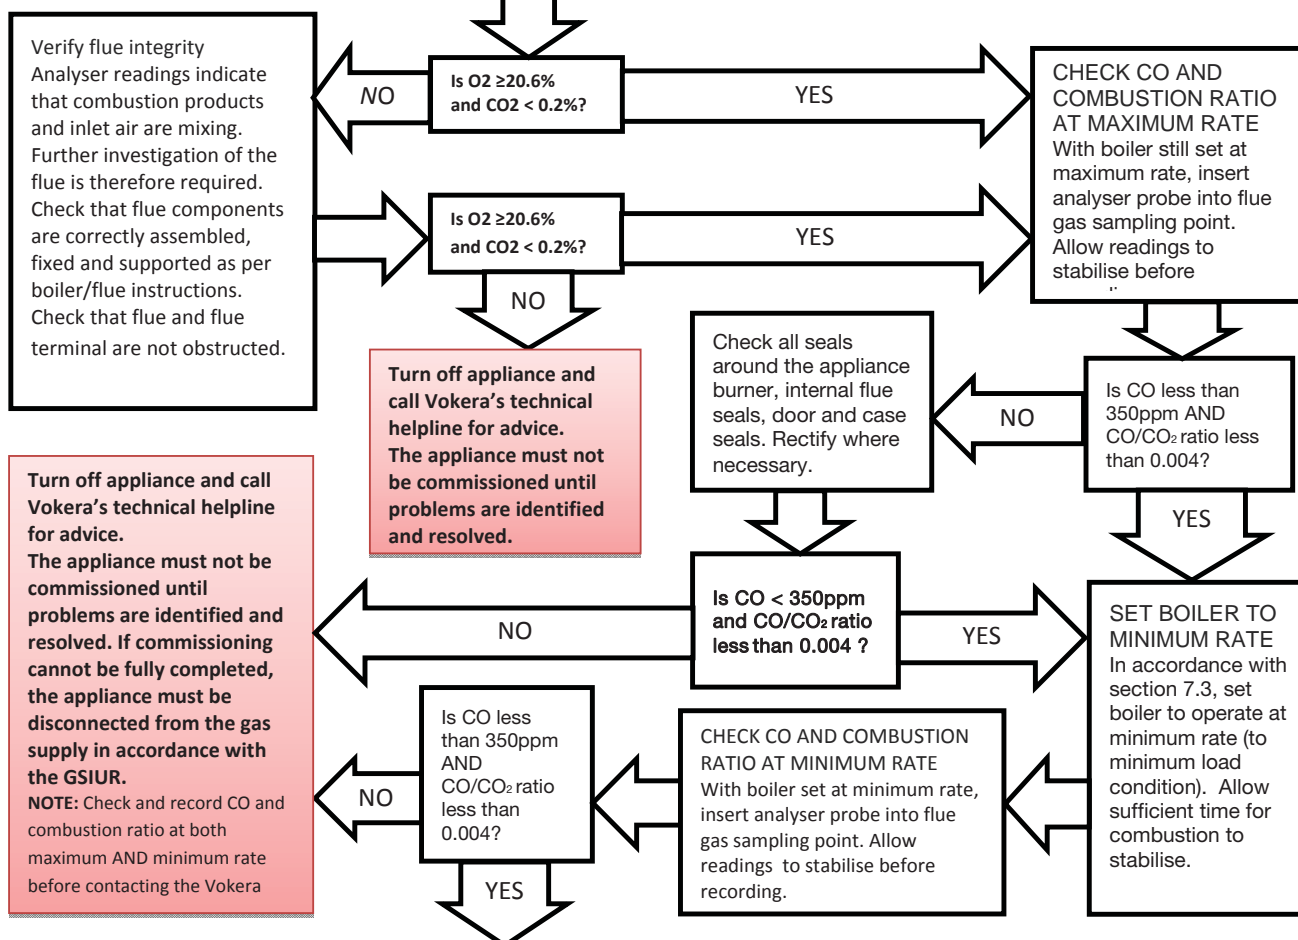 Verify flue integrity
Analyser readings indicate
that combustion products
and inlet air are mixing.
Further investigation of the
flue is therefore required.
Check that flue components
are correctly assembled,
fixed and supported as per
boiler/flue instructions.
Check that flue and flue
terminal are not obstructed.
NO
Is O2 ≥20.6%
and CO2 < 0.2%?
YES
CHECK CO AND
COMBUSTION RATIO
AT MAXIMUM RATE
With boiler still set at
maximum rate, insert
analyser probe into flue
gas sampling point.
Allow readings to
stabilise before
Is O2 ≥20.6%
and CO2 < 0.2%?
YES
NO
Turn off appliance and
call Vokera’s technical
helpline for advice.
The appliance must not
be commissioned until
problems are identified
and resolved.
Check all seals
around the appliance
burner, internal flue
seals, door and case
seals. Rectify where
necessary.
NO
Is CO less than
350ppm AND
CO/CO₂ ratio less
than 0.004?
YES
Turn off appliance and call
Vokera’s technical helpline
for advice.
The appliance must not be
commissioned until
problems are identified and
resolved. If commissioning
cannot be fully completed,
the appliance must be
disconnected from the gas
supply in accordance with
the GSIUR.
NOTE: Check and record CO and
combustion ratio at both
maximum AND minimum rate
before contacting the Vokera
NO
Is CO < 350ppm
and CO/CO₂ ratio
less than 0.004 ?
YES
SET BOILER TO
MINIMUM RATE
In accordance with
section 7.3, set
boiler to operate at
minimum rate (to
minimum load
condition). Allow
sufficient time for
combustion to
stabilise.
CHECK CO AND COMBUSTION
RATIO AT MINIMUM RATE
With boiler set at minimum rate,
insert analyser probe into flue
gas sampling point. Allow
readings to stabilise before
recording.
Is CO less
than 350ppm
AND
CO/CO₂ ratio
less than
0.004?
NO
YES